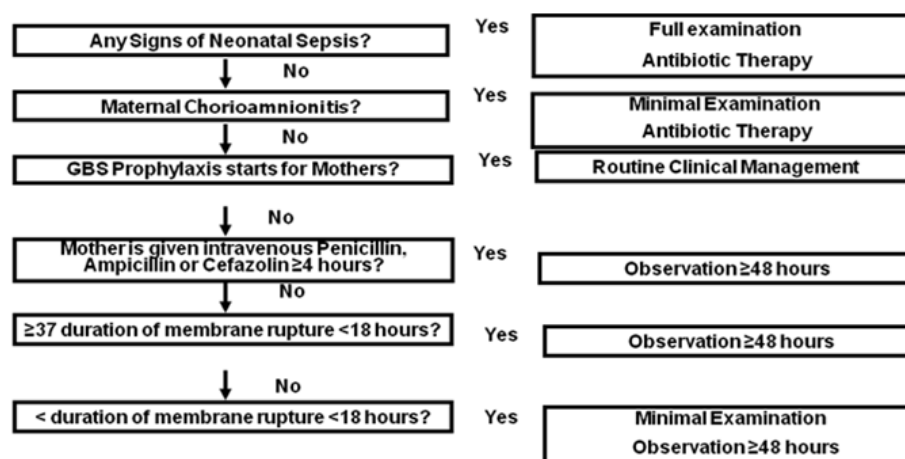 Any Signs of Neonatal Sepsis?
Yes
Full examination
Antibiotic Therapy
No
Maternal Chorioamnionitis?
Yes
Minimal Examination
Antibiotic Therapy
No
GBS Prophylaxis starts for Mothers?
Yes
Routine Clinical Management
No
Mother is given intravenous Penicillin,
Ampicillin or Cefazolin ≥4 hours?
Yes
Observation ≥48 hours
No
≥37 duration of membrane rupture <18 hours?
Yes
Observation ≥48 hours
No
< duration of membrane rupture <18 hours?
Yes
Minimal Examination
Observation ≥48 hours